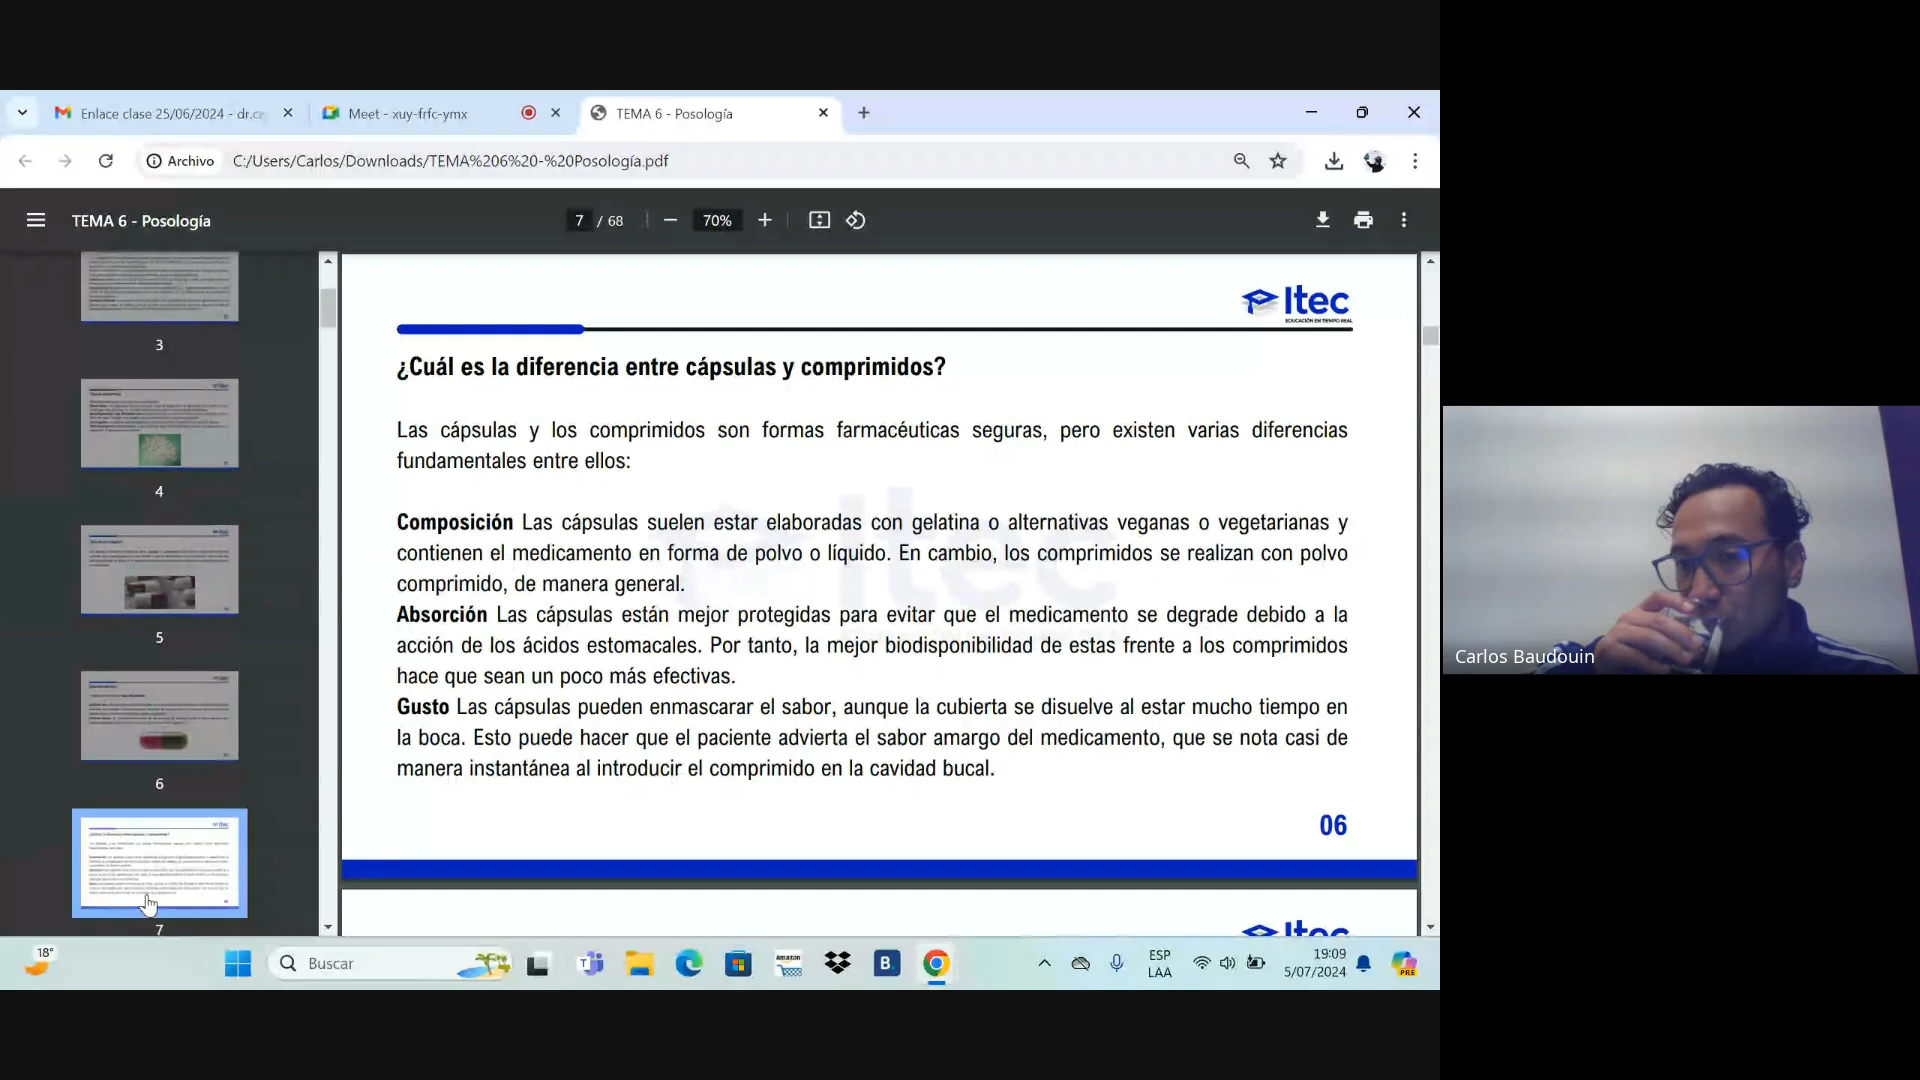 Enlace clase 25/06/2024 - dr.ca
Meet - xuy-frfc-ymx
TEMA 6 - Posología
Archivo
C:/Users/Carlos/Downloads/TEMA%206%20-%20Posología.pdf
TEMA 6 - Posología
7 / 68
70%
3
4
5
6
7
Itec
EDUCACIÓN EN TIEMPO REAL
¿Cuál es la diferencia entre cápsulas y comprimidos?
Las cápsulas y los comprimidos son formas farmacéuticas seguras, pero existen varias diferencias
fundamentales entre ellos:
Composición Las cápsulas suelen estar elaboradas con gelatina o alternativas veganas o vegetarianas y
contienen el medicamento en forma de polvo o líquido. En cambio, los comprimidos se realizan con polvo
comprimido, de manera general.
Absorción Las cápsulas están mejor protegidas para evitar que el medicamento se degrade debido a la
acción de los ácidos estomacales. Por tanto, la mejor biodisponibilidad de estas frente a los comprimidos
hace que sean un poco más efectivas.
Gusto Las cápsulas pueden enmascarar el sabor, aunque la cubierta se disuelve al estar mucho tiempo en
la boca. Esto puede hacer que el paciente advierta el sabor amargo del medicamento, que se nota casi de
manera instantánea al introducir el comprimido en la cavidad bucal.
06
Itec
Carlos Baudouin
18°
Buscar
amazon
B.
ESP
LAA
19:09
5/07/2024
PRE